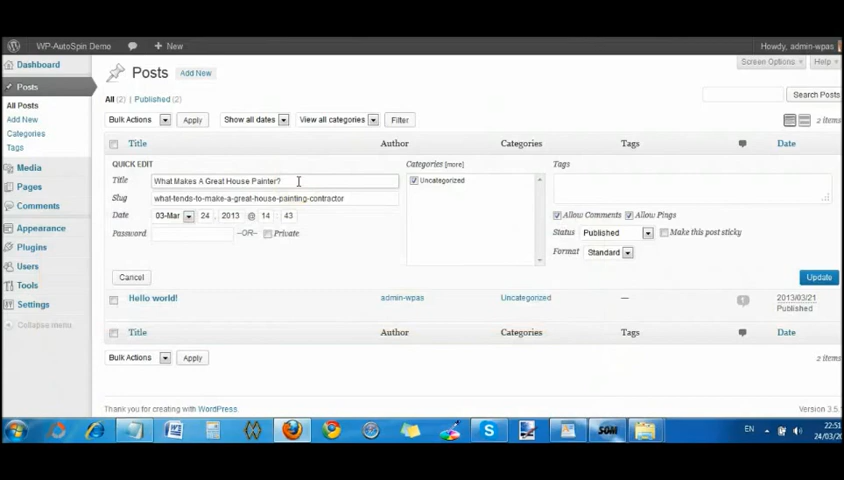 WP-AutoSpin Demo + New Howdy, admin-wpas
Dashboard Posts Add New Screen Options Help
Posts
All (2) | Published (2)
All Posts Search Posts
Add New Bulk Actions Apply Show all dates View all categories Filter 2 items
Categories
Tags Title Author Categories Tags Date
Media QUICK EDIT Categories [more] Tags
Pages Title What Makes A Great House Painter? Uncategorized
Comments Slug what-tends-to-make-a-great-house-painting-contractor
Appearance Date 03-Mar 24 , 2013 @ 14 : 43 Allow Comments Allow Pings
Plugins Password –OR– Private Status Published Make this post sticky
Users Format Standard
Tools Cancel Update
Settings Hello world! admin-wpas Uncategorized — 2013/03/21
Collapse menu Published
Title Author Categories Tags Date
Bulk Actions Apply 2 items
Thank you for creating with WordPress Version 3.5.
EN 22:51
24/03/20
S SOM
W